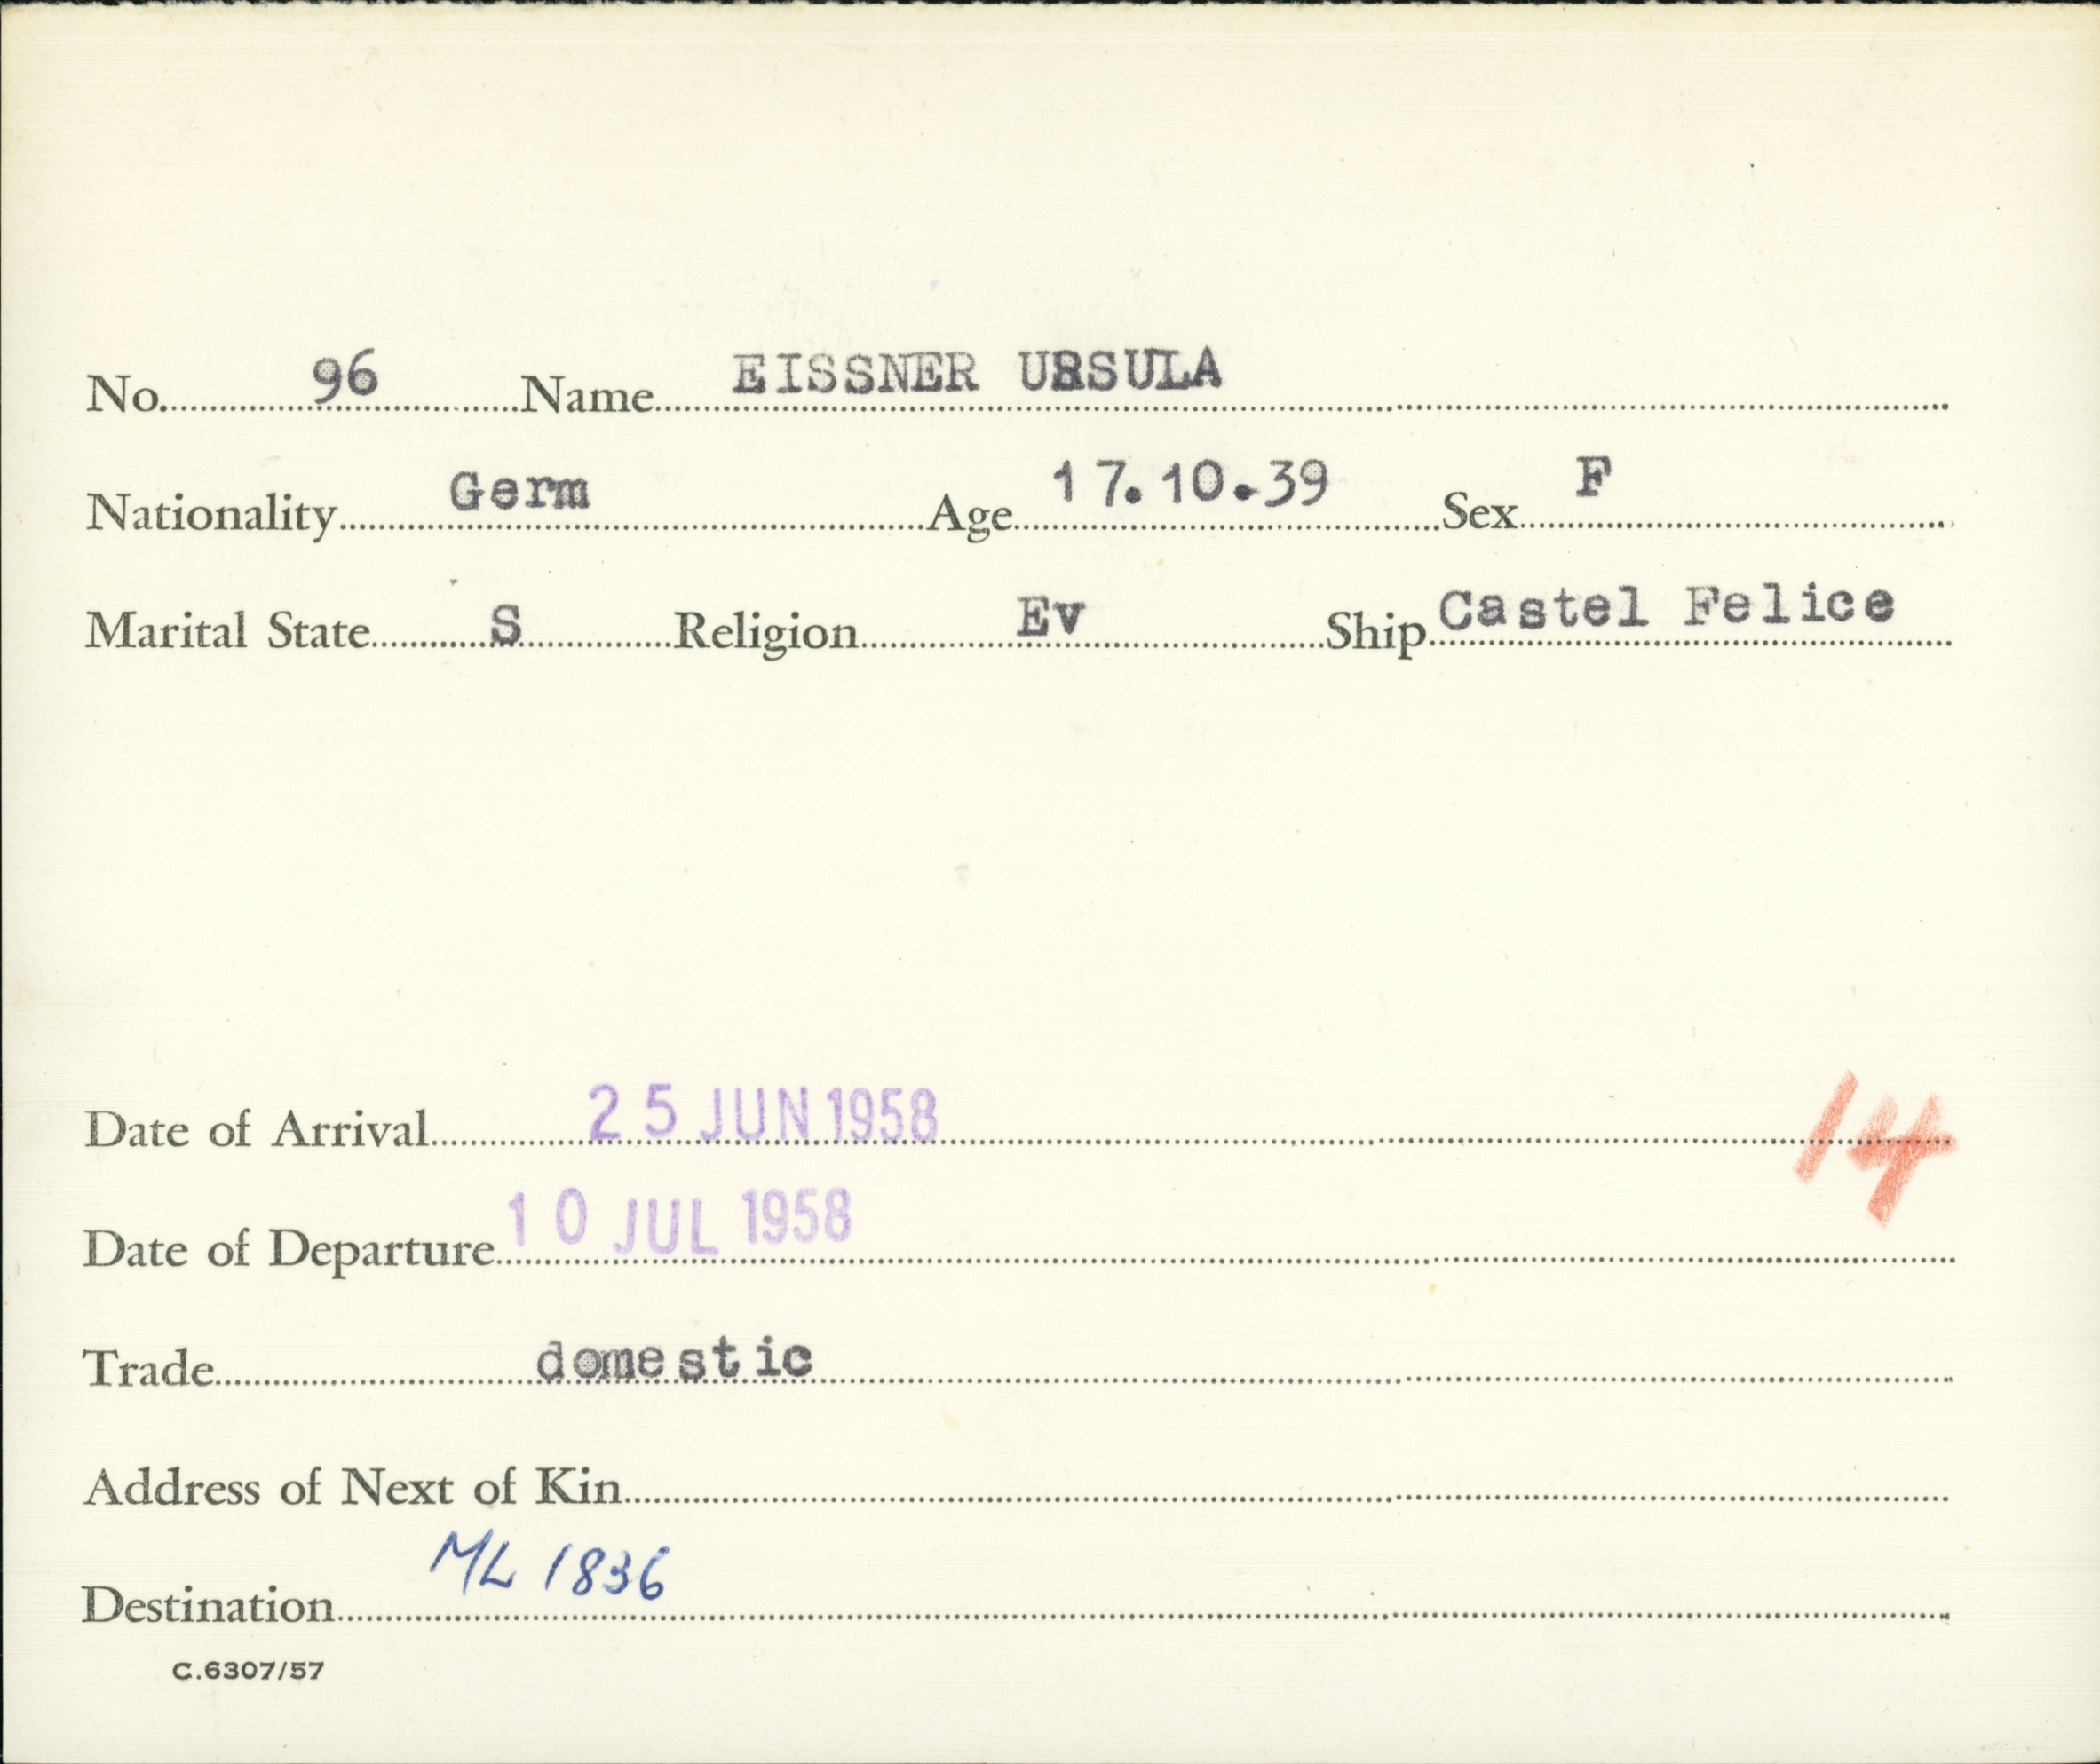 No. 96 Name EISSNER URSULA
Nationality Germ Age 17.10.39 Sex F
Marital State S Religion Ev Ship Castel Felice
Date of Arrival 25 JUN 1958
14
Date of Departure 10 JUL 1958
Trade domestic
Address of Next of Kin
Destination ML 1836
C.6307/57